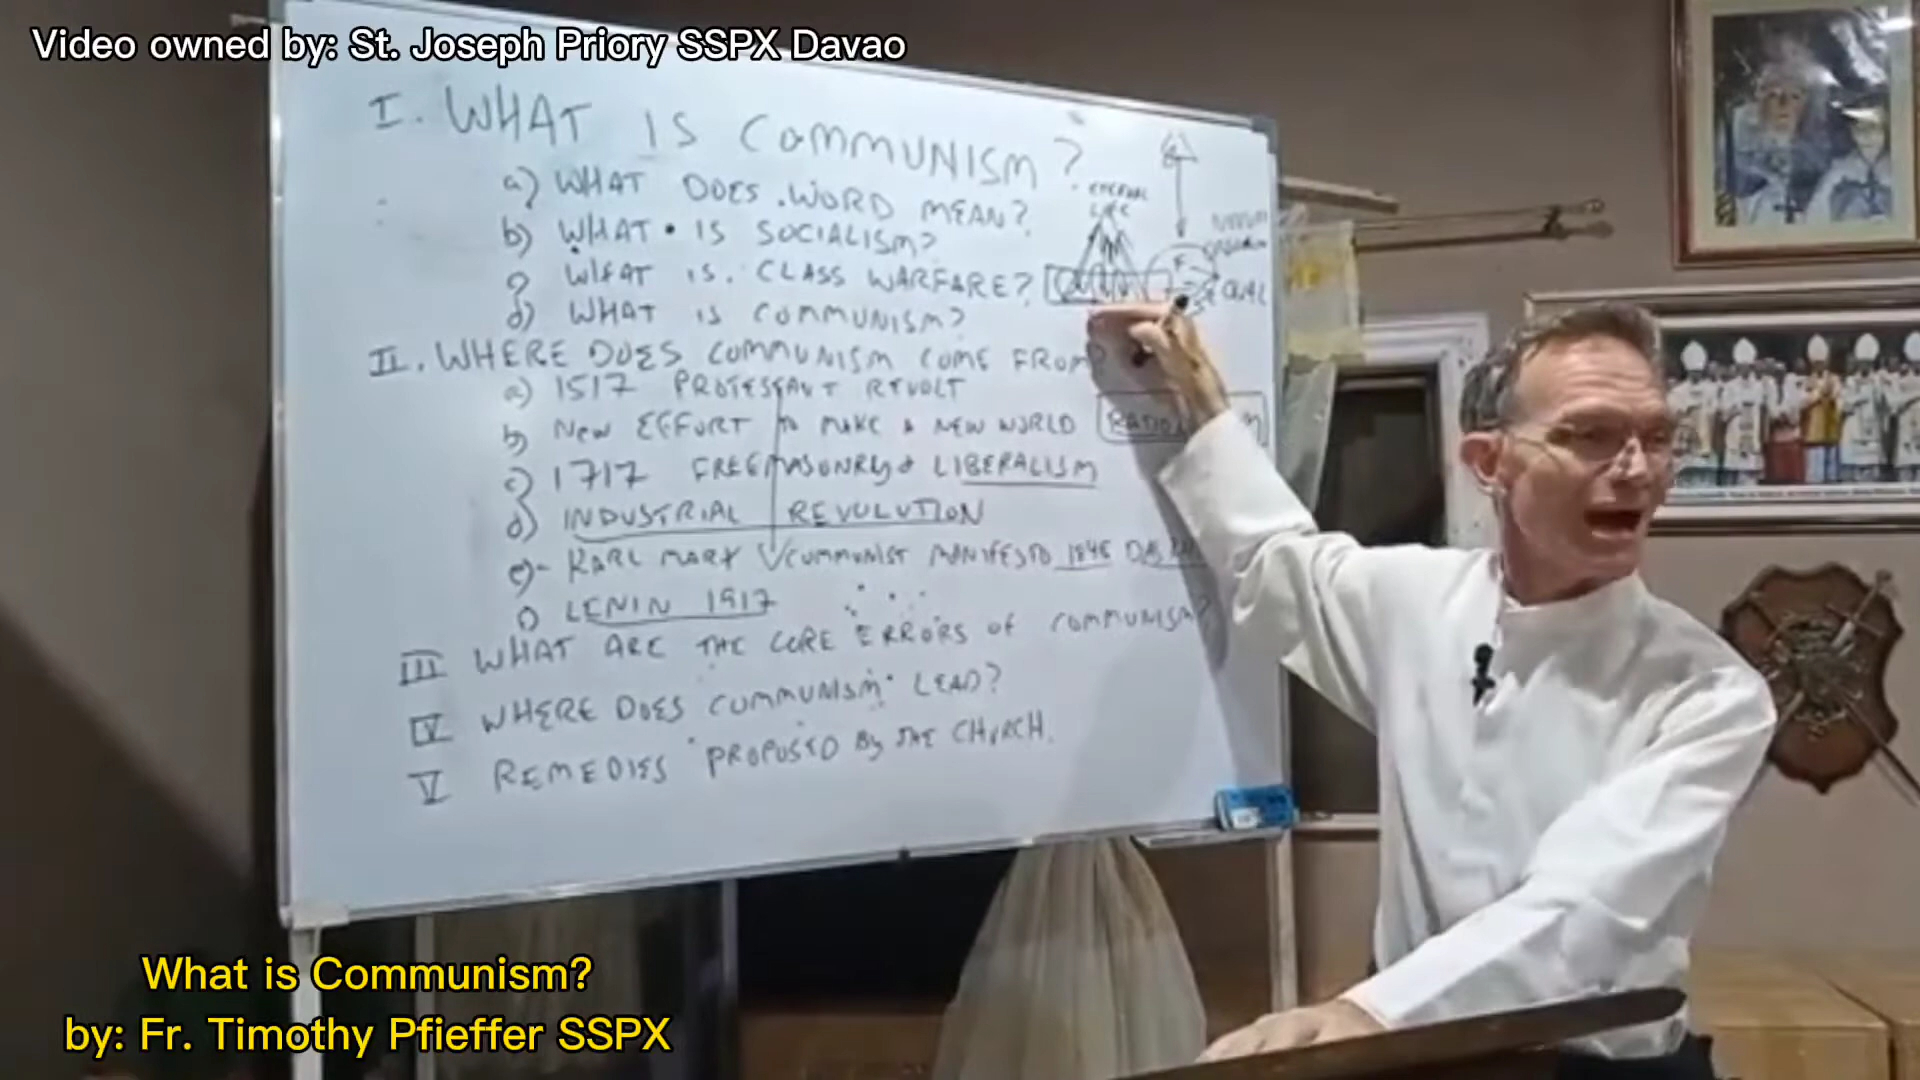 Video owned by: St. Joseph Priory SSPX Davao
I. WHAT IS COMMUNISM?
a) WHAT DOES WORD MEAN?
b) WHAT IS SOCIALISM?
c) WHAT IS CLASS WARFARE?
d) WHAT IS COMMUNISM?
ETERNAL
LIFE
II. WHERE DOES COMMUNISM COME FROM?
a) 1517 PROTESTANT REVOLT
b) NEW EFFORT TO MAKE A NEW WORLD
c) 1717 FREEMASONRY & LIBERALISM
d) INDUSTRIAL REVOLUTION
e)- KARL MARX COMMUNIST MANIFESTO DAS
f) LENIN 1917
III WHAT ARE THE CORE ERRORS OF COMMUNISM?
IV WHERE DOES COMMUNISM LEAD?
V REMEDIES PROPOSED BY THE CHURCH.
What is Communism?
by: Fr. Timothy Pfieffer SSPX